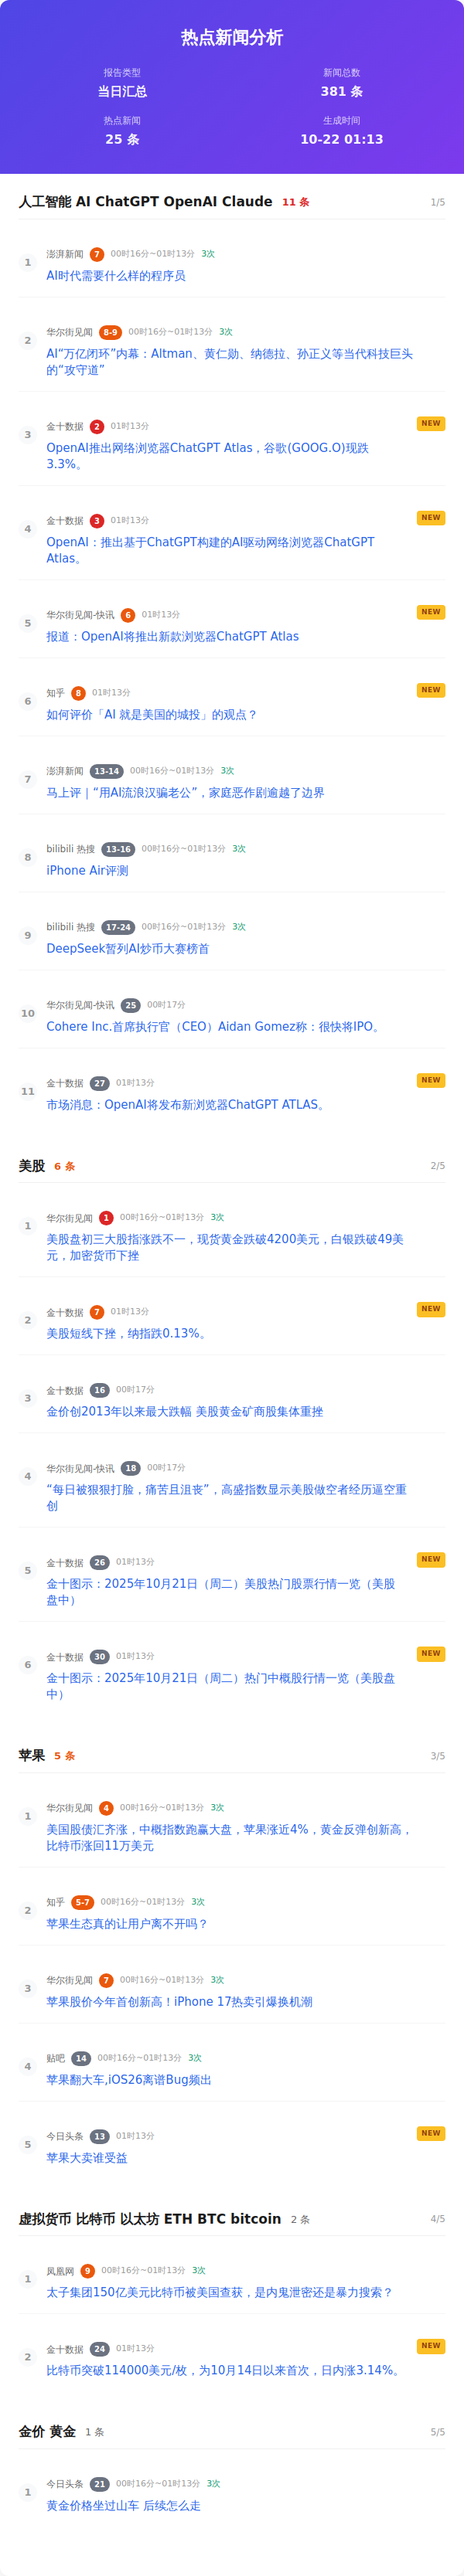 热点新闻分析
报告类型
新闻总数
当日汇总
381 条
热点新闻
生成时间
25 条
10-22 01:13
人工智能 AI ChatGPT OpenAI Claude 11 条 1/5
1 澎湃新闻 7 00时16分~01时13分 3次
AI时代需要什么样的程序员
2 华尔街见闻 8-9 00时16分~01时13分 3次
AI“万亿闭环”内幕：Altman、黄仁勋、纳德拉、孙正义等当代科技巨头
的“攻守道”
3 金十数据 2 01时13分 NEW
OpenAI推出网络浏览器ChatGPT Atlas，谷歌(GOOG.O)现跌
3.3%。
4 金十数据 3 01时13分 NEW
OpenAI：推出基于ChatGPT构建的AI驱动网络浏览器ChatGPT
Atlas。
5 华尔街见闻-快讯 6 01时13分 NEW
报道：OpenAI将推出新款浏览器ChatGPT Atlas
6 知乎 8 01时13分 NEW
如何评价「AI 就是美国的城投」的观点？
7 澎湃新闻 13-14 00时16分~01时13分 3次
马上评｜“用AI流浪汉骗老公”，家庭恶作剧逾越了边界
8 bilibili 热搜 13-16 00时16分~01时13分 3次
iPhone Air评测
9 bilibili 热搜 17-24 00时16分~01时13分 3次
DeepSeek暂列AI炒币大赛榜首
10 华尔街见闻-快讯 25 00时17分
Cohere Inc.首席执行官（CEO）Aidan Gomez称：很快将IPO。
11 金十数据 27 01时13分 NEW
市场消息：OpenAI将发布新浏览器ChatGPT ATLAS。
美股 6 条 2/5
1 华尔街见闻 1 00时16分~01时13分 3次
美股盘初三大股指涨跌不一，现货黄金跌破4200美元，白银跌破49美
元，加密货币下挫
2 金十数据 7 01时13分 NEW
美股短线下挫，纳指跌0.13%。
3 金十数据 16 00时17分
金价创2013年以来最大跌幅 美股黄金矿商股集体重挫
4 华尔街见闻-快讯 18 00时17分
“每日被狠狠打脸，痛苦且沮丧”，高盛指数显示美股做空者经历逼空重
创
5 金十数据 26 01时13分 NEW
金十图示：2025年10月21日（周二）美股热门股票行情一览（美股
盘中）
6 金十数据 30 01时13分 NEW
金十图示：2025年10月21日（周二）热门中概股行情一览（美股盘
中）
苹果 5 条 3/5
1 华尔街见闻 4 00时16分~01时13分 3次
美国股债汇齐涨，中概指数跑赢大盘，苹果涨近4%，黄金反弹创新高，
比特币涨回11万美元
2 知乎 5-7 00时16分~01时13分 3次
苹果生态真的让用户离不开吗？
3 华尔街见闻 7 00时16分~01时13分 3次
苹果股价今年首创新高！iPhone 17热卖引爆换机潮
4 贴吧 14 00时16分~01时13分 3次
苹果翻大车,iOS26离谱Bug频出
5 今日头条 13 01时13分 NEW
苹果大卖谁受益
虚拟货币 比特币 以太坊 ETH BTC bitcoin 2 条 4/5
1 凤凰网 9 00时16分~01时13分 3次
太子集团150亿美元比特币被美国查获，是内鬼泄密还是暴力搜索？
2 金十数据 24 01时13分 NEW
比特币突破114000美元/枚，为10月14日以来首次，日内涨3.14%。
金价 黄金 1 条 5/5
1 今日头条 21 00时16分~01时13分 3次
黄金价格坐过山车 后续怎么走